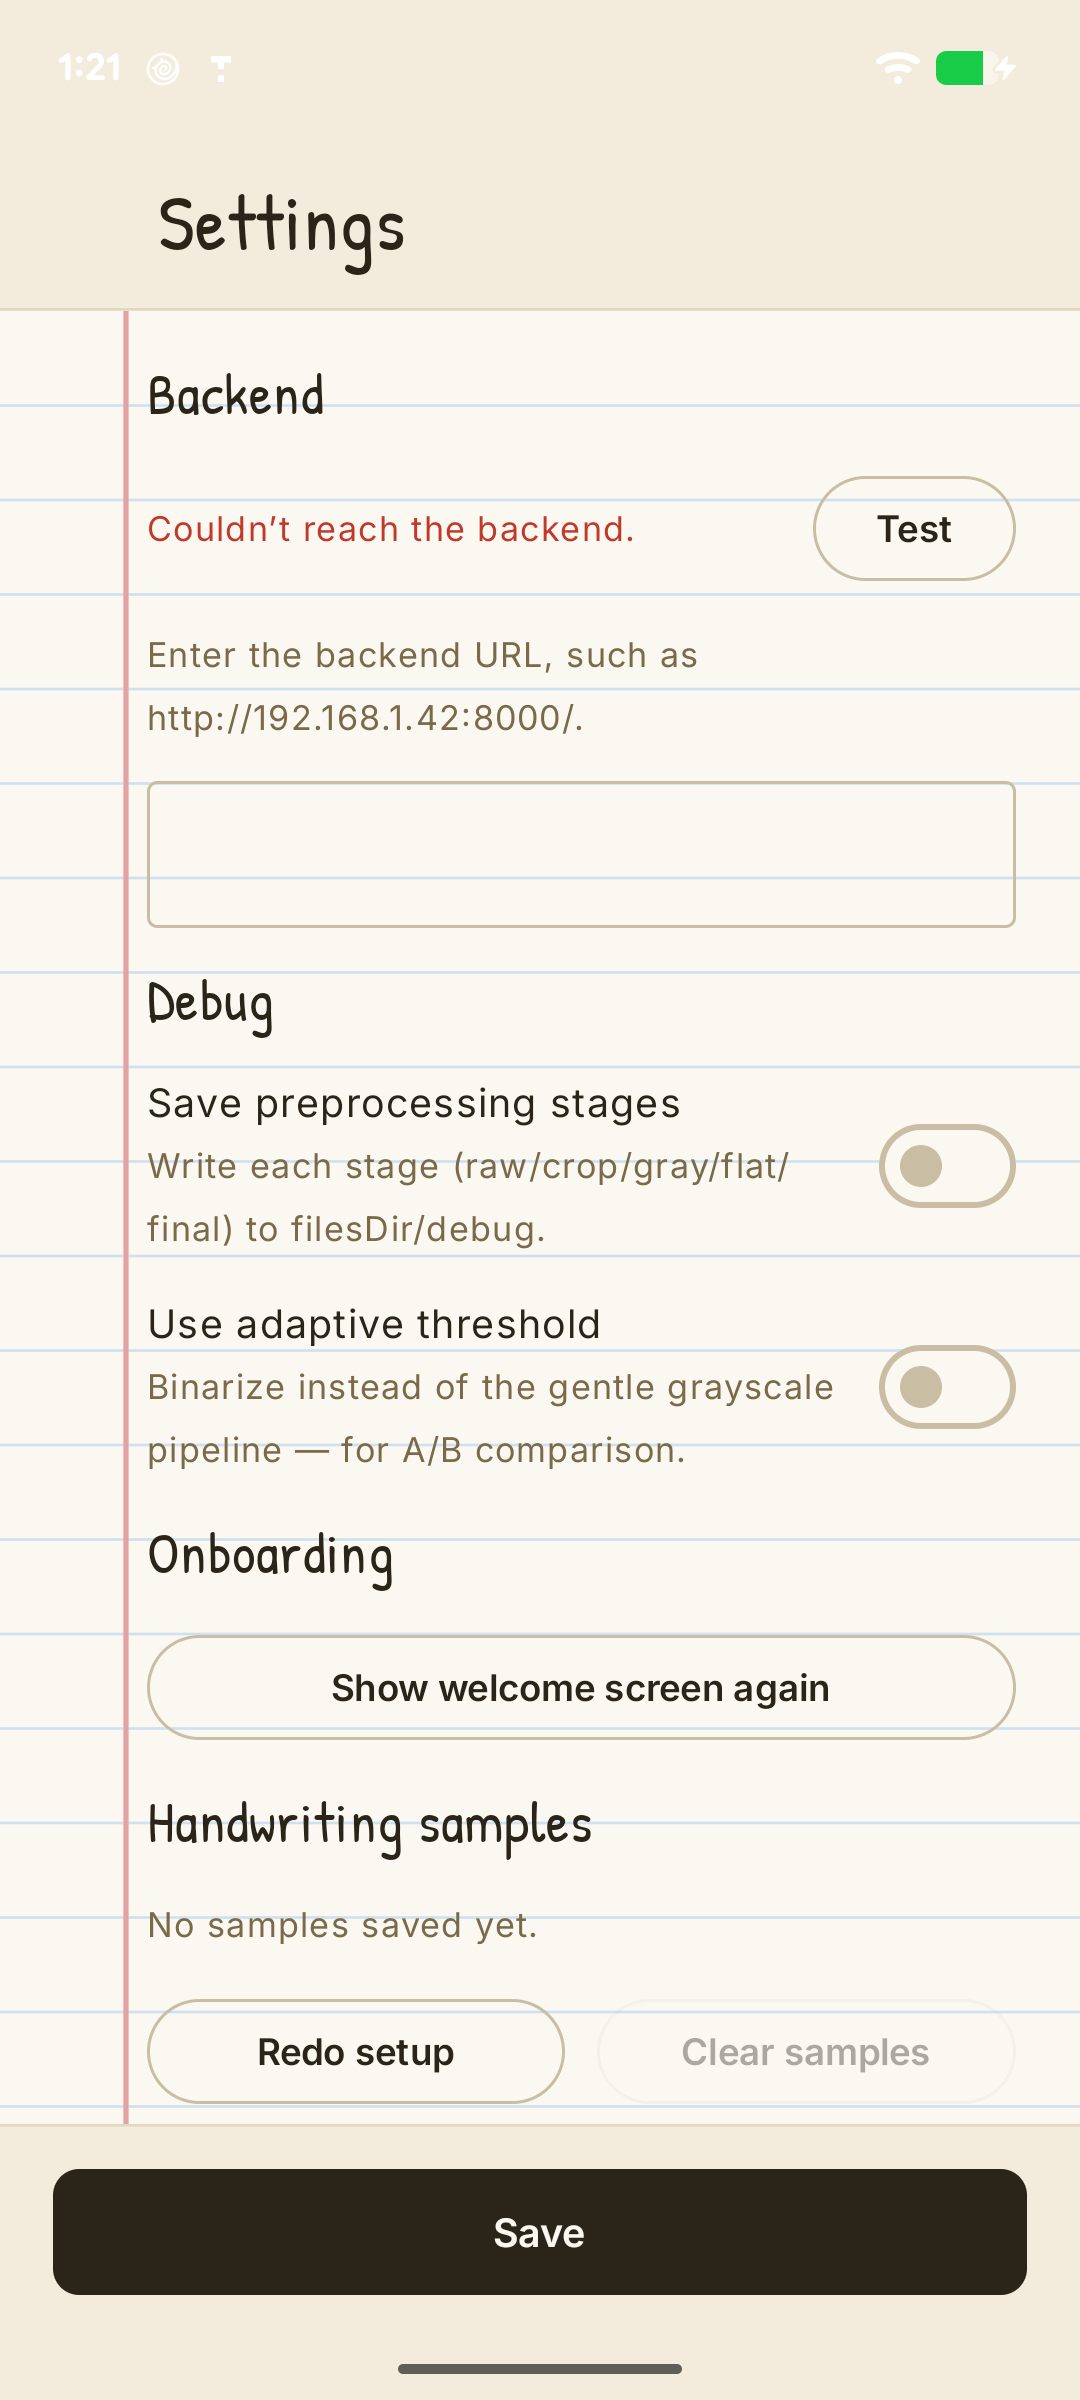 1:21
Settings
Backend
Couldn’t reach the backend.
Test
Enter the backend URL, such as
http://192.168.1.42:8000/.
Debug
Save preprocessing stages
Write each stage (raw/crop/gray/flat/
final) to filesDir/debug.
Use adaptive threshold
Binarize instead of the gentle grayscale
pipeline — for A/B comparison.
Onboarding
Show welcome screen again
Handwriting samples
No samples saved yet.
Redo setup
Clear samples
Save